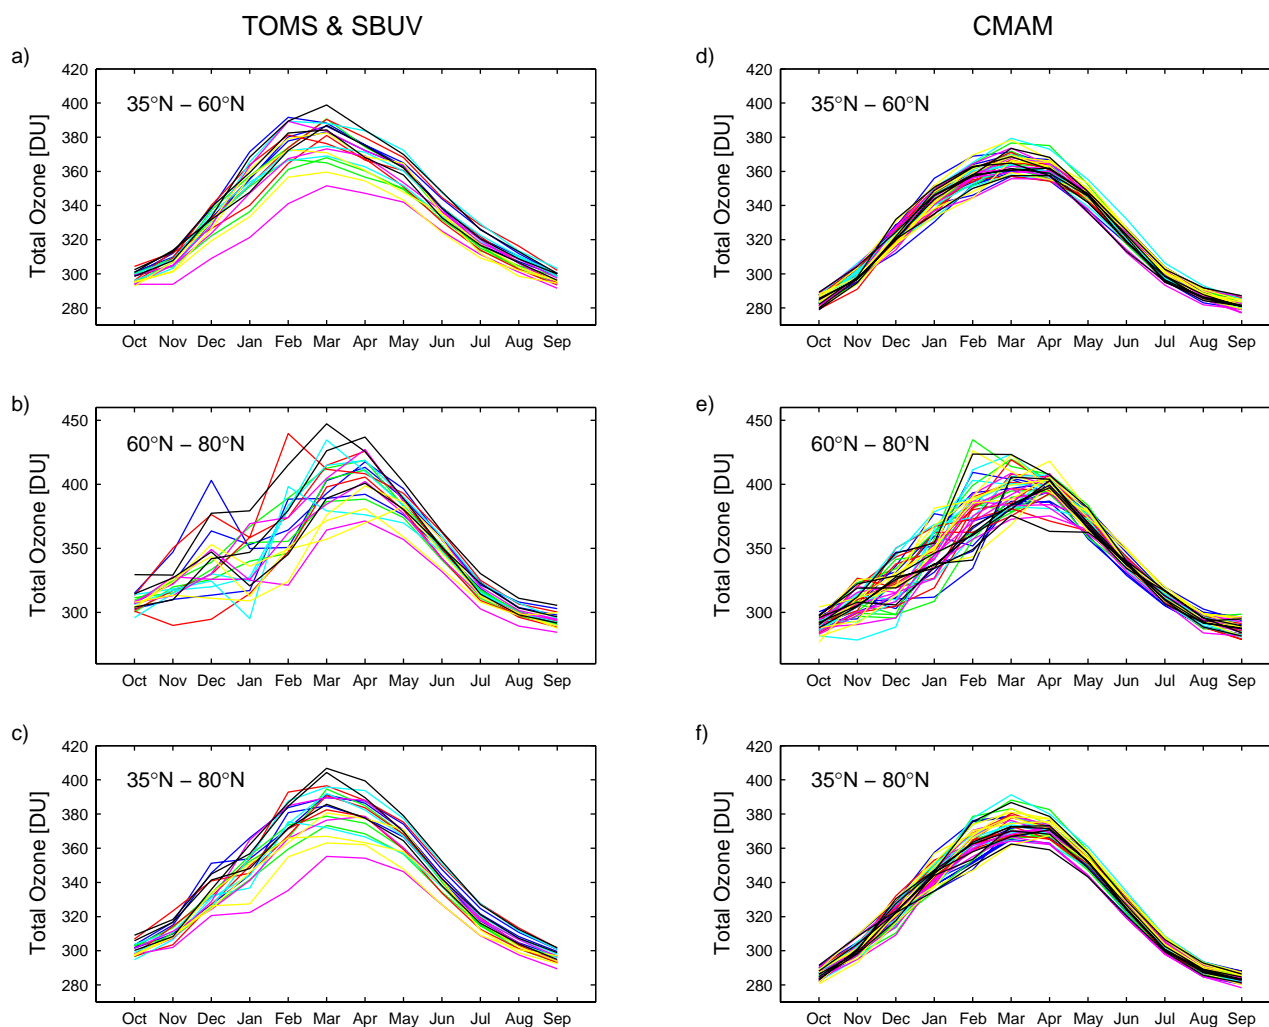 TOMS & SBUV
CMAM
a)
Total Ozone [DU]
420
400
380
360
340
320
300
280
35°N − 60°N
Oct Nov Dec Jan Feb Mar Apr May Jun Jul Aug Sep
d)
Total Ozone [DU]
420
400
380
360
340
320
300
280
35°N − 60°N
Oct Nov Dec Jan Feb Mar Apr May Jun Jul Aug Sep
b)
Total Ozone [DU]
450
400
350
300
60°N − 80°N
Oct Nov Dec Jan Feb Mar Apr May Jun Jul Aug Sep
e)
Total Ozone [DU]
450
400
350
300
60°N − 80°N
Oct Nov Dec Jan Feb Mar Apr May Jun Jul Aug Sep
c)
Total Ozone [DU]
420
400
380
360
340
320
300
280
35°N − 80°N
Oct Nov Dec Jan Feb Mar Apr May Jun Jul Aug Sep
f)
Total Ozone [DU]
420
400
380
360
340
320
300
280
35°N − 80°N
Oct Nov Dec Jan Feb Mar Apr May Jun Jul Aug Sep